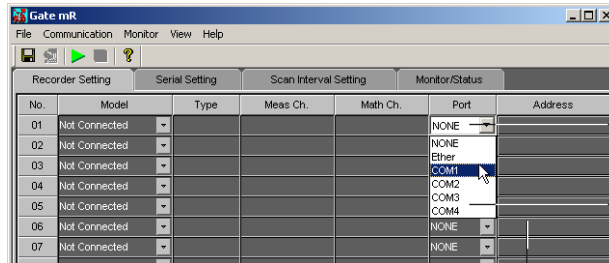 Gate mR
File Communication Monitor View Help
Recorder Setting Serial Setting Scan Interval Setting Monitor/Status
No. Model Type Meas Ch. Math Ch. Port Address
01 Not Connected NONE
02 Not Connected NONE
03 Not Connected Ether
COM1
04 Not Connected COM2
05 Not Connected COM3
COM4
06 Not Connected NONE
07 Not Connected NONE